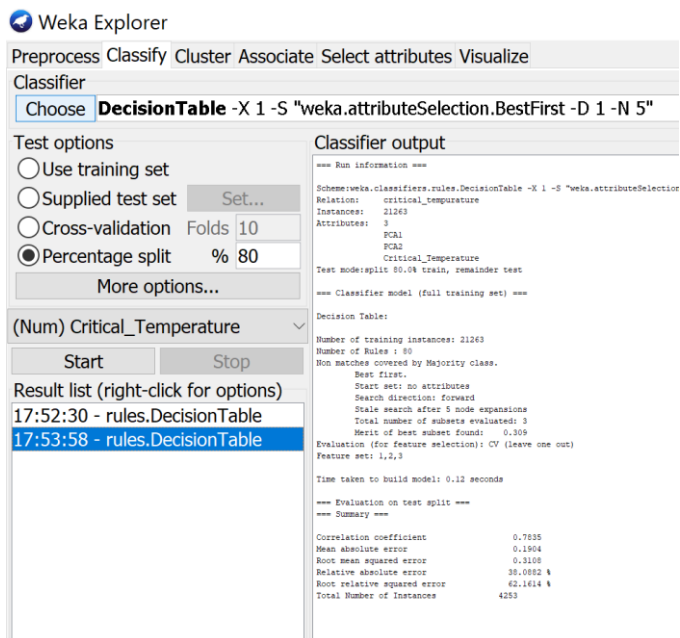 Weka Explorer
Preprocess Classify Cluster Associate Select attributes Visualize
Classifier
Choose DecisionTable -X 1 -S "weka.attributeSelection.BestFirst -D 1 -N 5"
Test options
Use training set
Supplied test set Set...
Cross-validation Folds 10
Percentage split % 80
More options...
(Num) Critical_Temperature
Start Stop
Result list (right-click for options)
17:52:30 - rules.DecisionTable
17:53:58 - rules.DecisionTable
Classifier output
=== Run information ===
Scheme:weka.classifiers.rules.DecisionTable -X 1 -S "weka.attributeSelection
Relation: critical_tempurature
Instances: 21263
Attributes: 3
PCA1
PCA2
Critical_Temperature
Test mode:split 80.0% train, remainder test
=== Classifier model (full training set) ===
Decision Table:
Number of training instances: 21263
Number of Rules : 80
Non matches covered by Majority class.
Best first.
Start set: no attributes
Search direction: forward
Stale search after 5 node expansions
Total number of subsets evaluated: 3
Merit of best subset found: 0.309
Evaluation (for feature selection): CV (leave one out)
Feature set: 1,2,3
Time taken to build model: 0.12 seconds
=== Evaluation on test split ===
=== Summary ===
Correlation coefficient 0.7835
Mean absolute error 0.1904
Root mean squared error 0.3108
Relative absolute error 38.0882 %
Root relative squared error 62.1614 %
Total Number of Instances 4253